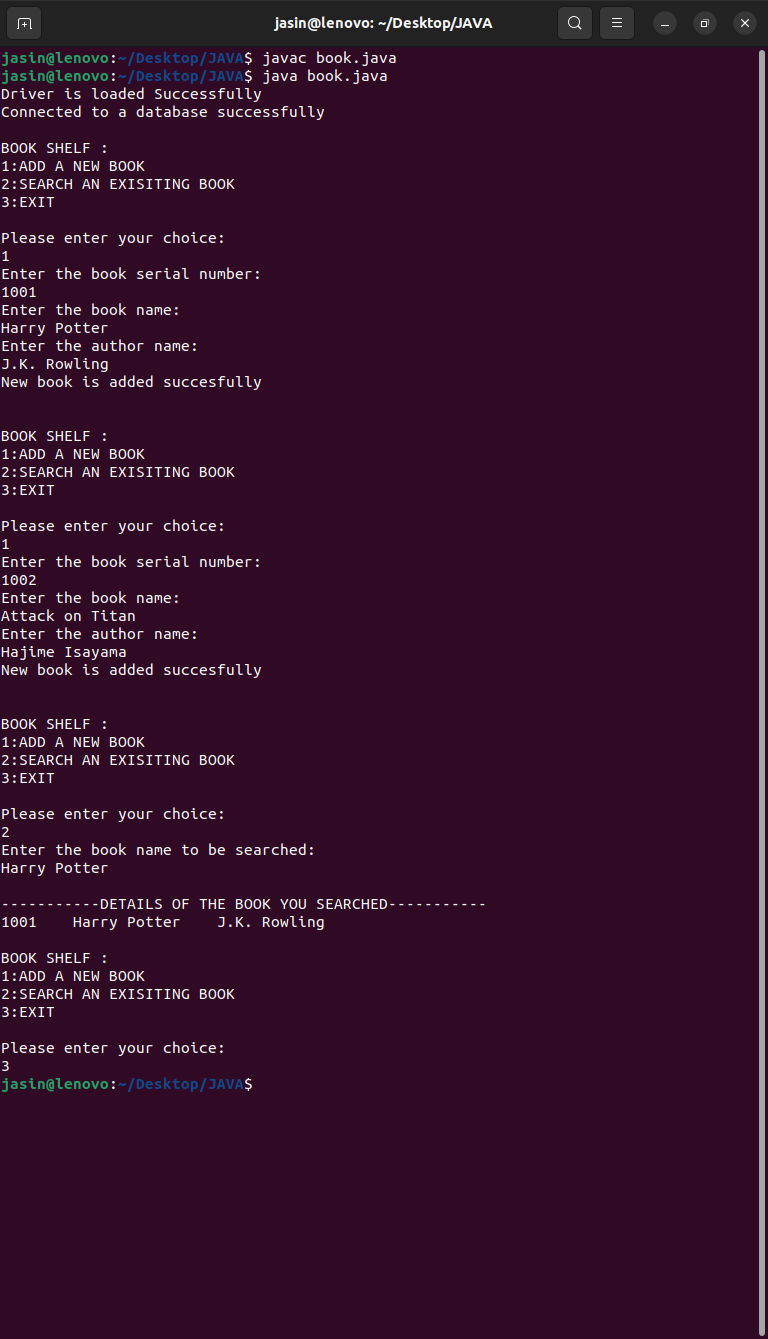 jasin@lenovo: ~/Desktop/JAVA
jasin@lenovo:~/Desktop/JAVA$ javac book.java
jasin@lenovo:~/Desktop/JAVA$ java book.java
Driver is loaded Successfully
Connected to a database successfully
BOOK SHELF :
1:ADD A NEW BOOK
2:SEARCH AN EXISITING BOOK
3:EXIT
Please enter your choice:
1
Enter the book serial number:
1001
Enter the book name:
Harry Potter
Enter the author name:
J.K. Rowling
New book is added succesfully
BOOK SHELF :
1:ADD A NEW BOOK
2:SEARCH AN EXISITING BOOK
3:EXIT
Please enter your choice:
1
Enter the book serial number:
1002
Enter the book name:
Attack on Titan
Enter the author name:
Hajime Isayama
New book is added succesfully
BOOK SHELF :
1:ADD A NEW BOOK
2:SEARCH AN EXISITING BOOK
3:EXIT
Please enter your choice:
2
Enter the book name to be searched:
Harry Potter
-----------DETAILS OF THE BOOK YOU SEARCHED-----------
1001    Harry Potter    J.K. Rowling
BOOK SHELF :
1:ADD A NEW BOOK
2:SEARCH AN EXISITING BOOK
3:EXIT
Please enter your choice:
3
jasin@lenovo:~/Desktop/JAVA$